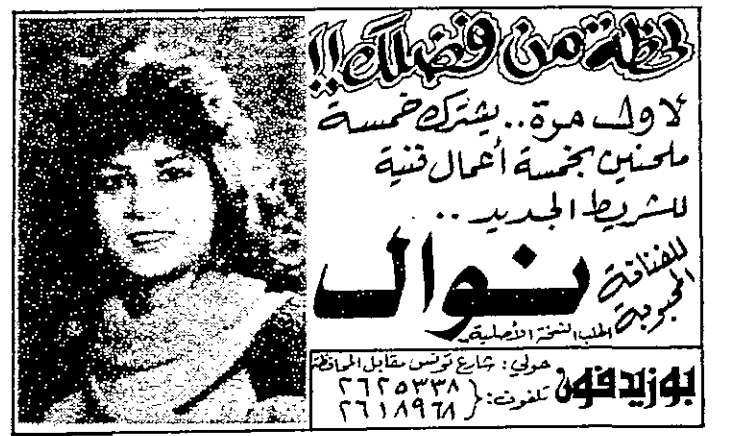 لحظة من فضلك!!
لاول مرة.. يشترك خمسة
ملحنين بخمسة أعمال فنية
للشريط الجديد..
للفنانة
المحبوبة
نوال
اطلب النسخة الأصلية
بوزيدفون
حولي: شارع تونس مقابل المحافظة
تلفون: ٢٦٢٥٣٣٨
٢٦١٨٩٦٨